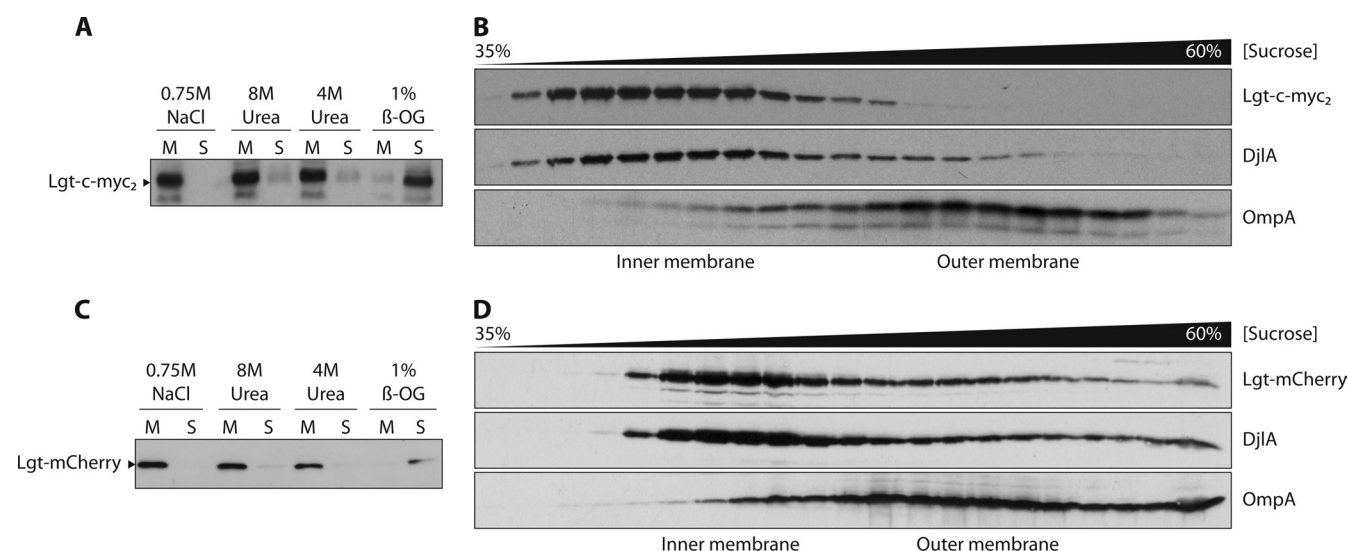 A
0.75M 8M 4M 1%
NaCl Urea Urea ß-OG
M S M S M S M S
Lgt-c-myc₂
B
35% 60% [Sucrose]
Lgt-c-myc₂
DjlA
OmpA
Inner membrane Outer membrane
C
0.75M 8M 4M 1%
NaCl Urea Urea ß-OG
M S M S M S M S
Lgt-mCherry
D
35% 60% [Sucrose]
Lgt-mCherry
DjlA
OmpA
Inner membrane Outer membrane